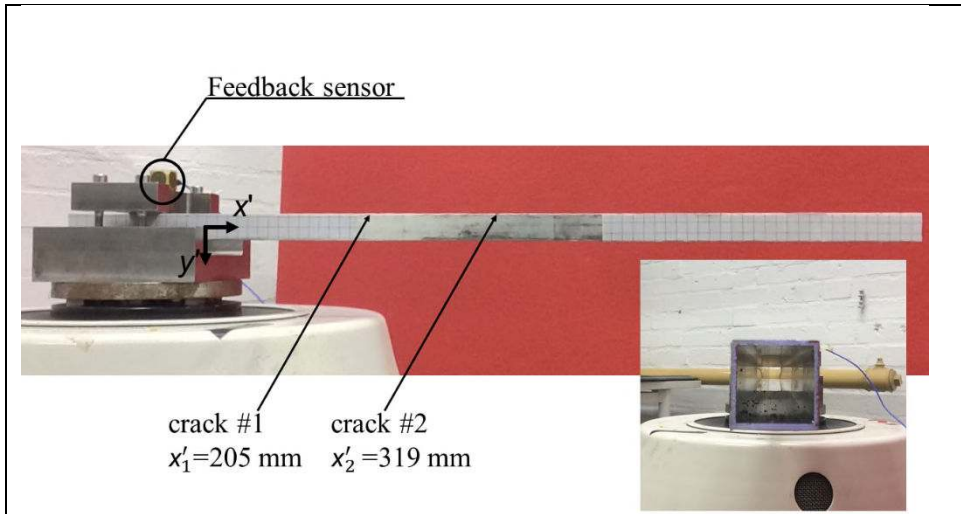 Feedback sensor
x'
y'
crack #1
x′₁=205 mm
crack #2
x′₂ =319 mm